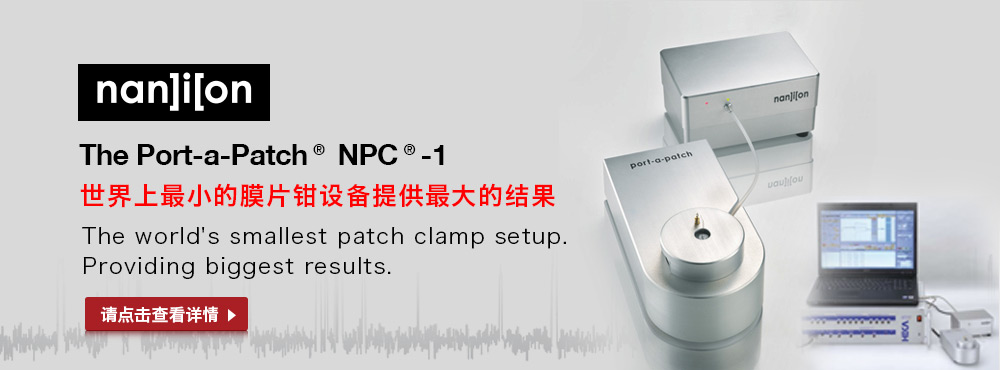 nan]i[on
The Port-a-Patch® NPC®-1
世界上最小的膜片钳设备提供最大的结果
The world's smallest patch clamp setup.
Providing biggest results.
请点击查看详情
nan]i[on
port-a-patch
HEKA